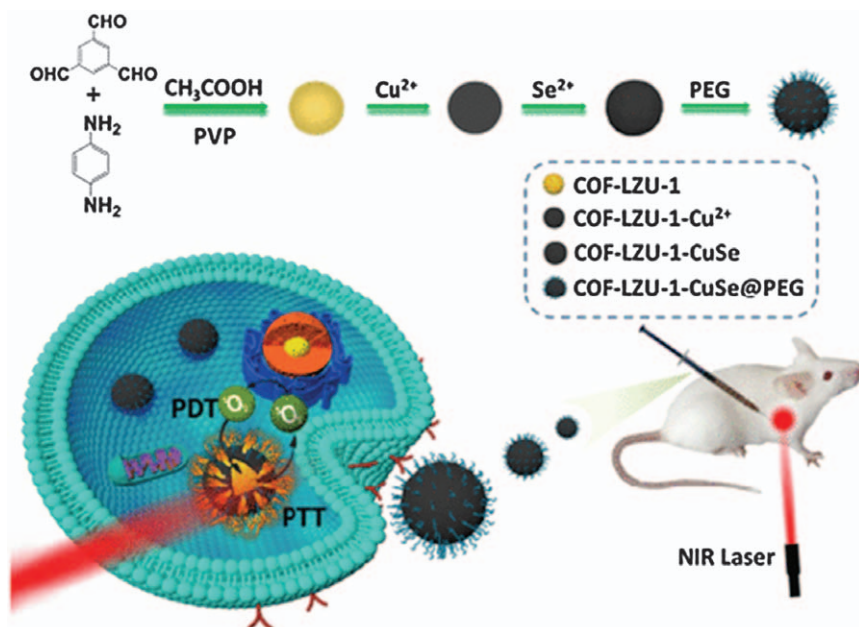 CHO
OHC CHO
+
NH₂
NH₂
CH₃COOH
PVP
Cu²⁺
Se²⁺
PEG
COF-LZU-1
COF-LZU-1-Cu²⁺
COF-LZU-1-CuSe
COF-LZU-1-CuSe@PEG
PDT
PTT
NIR Laser